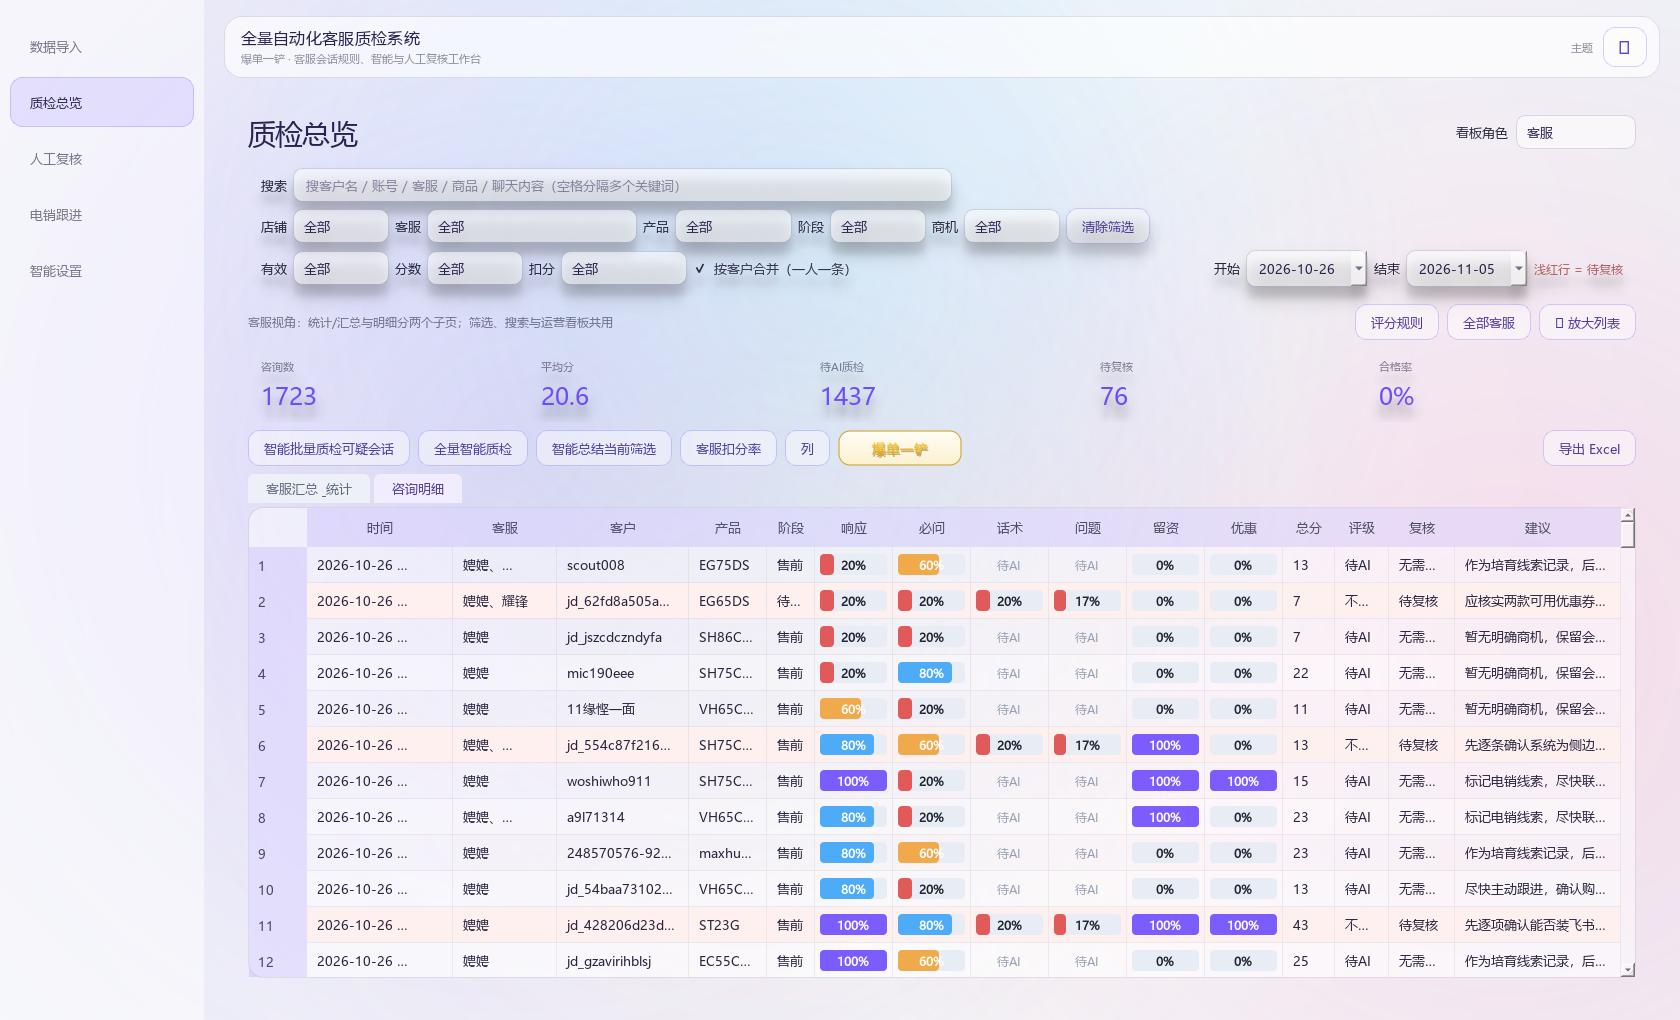 全量自动化客服质检系统
爆单一铲 · 客服会话规则、智能与人工复核工作台
主题
数据导入
质检总览
人工复核
电销跟进
智能设置
质检总览
看板角色 客服
搜索 搜客户名 / 账号 / 客服 / 商品 / 聊天内容（空格分隔多个关键词）
店铺 全部 客服 全部 产品 全部 阶段 全部 商机 全部 清除筛选
有效 全部 分数 全部 扣分 全部 ✓ 按客户合并（一人一条） 开始 2026-10-26 结束 2026-11-05 浅红行 = 待复核
客服视角：统计/汇总与明细分两个子页；筛选、搜索与运营看板共用 评分规则 全部客服 放大列表
咨询数 平均分 待AI质检 待复核 合格率
1723 20.6 1437 76 0%
智能批量质检可疑会话 全量智能质检 智能总结当前筛选 客服扣分率 列 爆单一铲 导出 Excel
客服汇总_统计 咨询明细
时间 客服 客户 产品 阶段 响应 必问 话术 问题 留资 优惠 总分 评级 复核 建议
1 2026-10-26 ... 娉娉、... scout008 EG75DS 售前 20% 60% 待AI 待AI 0% 0% 13 待AI 无需... 作为培育线索记录，后...
2 2026-10-26 ... 娉娉、耀锋 jd_62fd8a505a... EG65DS 待... 20% 20% 20% 17% 0% 0% 7 不... 待复核 应核实两款可用优惠券...
3 2026-10-26 ... 娉娉 jd_jszcdczndyfa SH86C... 售前 20% 20% 待AI 待AI 0% 0% 7 待AI 无需... 暂无明确商机，保留会...
4 2026-10-26 ... 娉娉 mic190eee SH75C... 售前 20% 80% 待AI 待AI 0% 0% 22 待AI 无需... 暂无明确商机，保留会...
5 2026-10-26 ... 娉娉 11缘悭一面 VH65C... 售前 60% 20% 待AI 待AI 0% 0% 11 待AI 无需... 暂无明确商机，保留会...
6 2026-10-26 ... 娉娉、... jd_554c87f216... SH75C... 售前 80% 60% 20% 17% 100% 0% 13 不... 待复核 先逐条确认系统为侧边...
7 2026-10-26 ... 娉娉 woshiwho911 SH75C... 售前 100% 20% 待AI 待AI 100% 100% 15 待AI 无需... 标记电销线索，尽快联...
8 2026-10-26 ... 娉娉、... a9l71314 VH65C... 售前 80% 20% 待AI 待AI 100% 0% 23 待AI 无需... 标记电销线索，尽快联...
9 2026-10-26 ... 娉娉 248570576-92... maxhu... 售前 80% 60% 待AI 待AI 0% 0% 23 待AI 无需... 作为培育线索记录，后...
10 2026-10-26 ... 娉娉 jd_54baa73102... VH65C... 售前 80% 20% 待AI 待AI 0% 0% 13 待AI 无需... 尽快主动跟进，确认购...
11 2026-10-26 ... 娉娉 jd_428206d23d... ST23G 售前 100% 80% 20% 17% 100% 100% 43 不... 待复核 先逐项确认能否装飞书...
12 2026-10-26 ... 娉娉 jd_gzavirihblsj EC55C... 售前 100% 60% 待AI 待AI 0% 0% 25 待AI 无需... 作为培育线索记录，后...